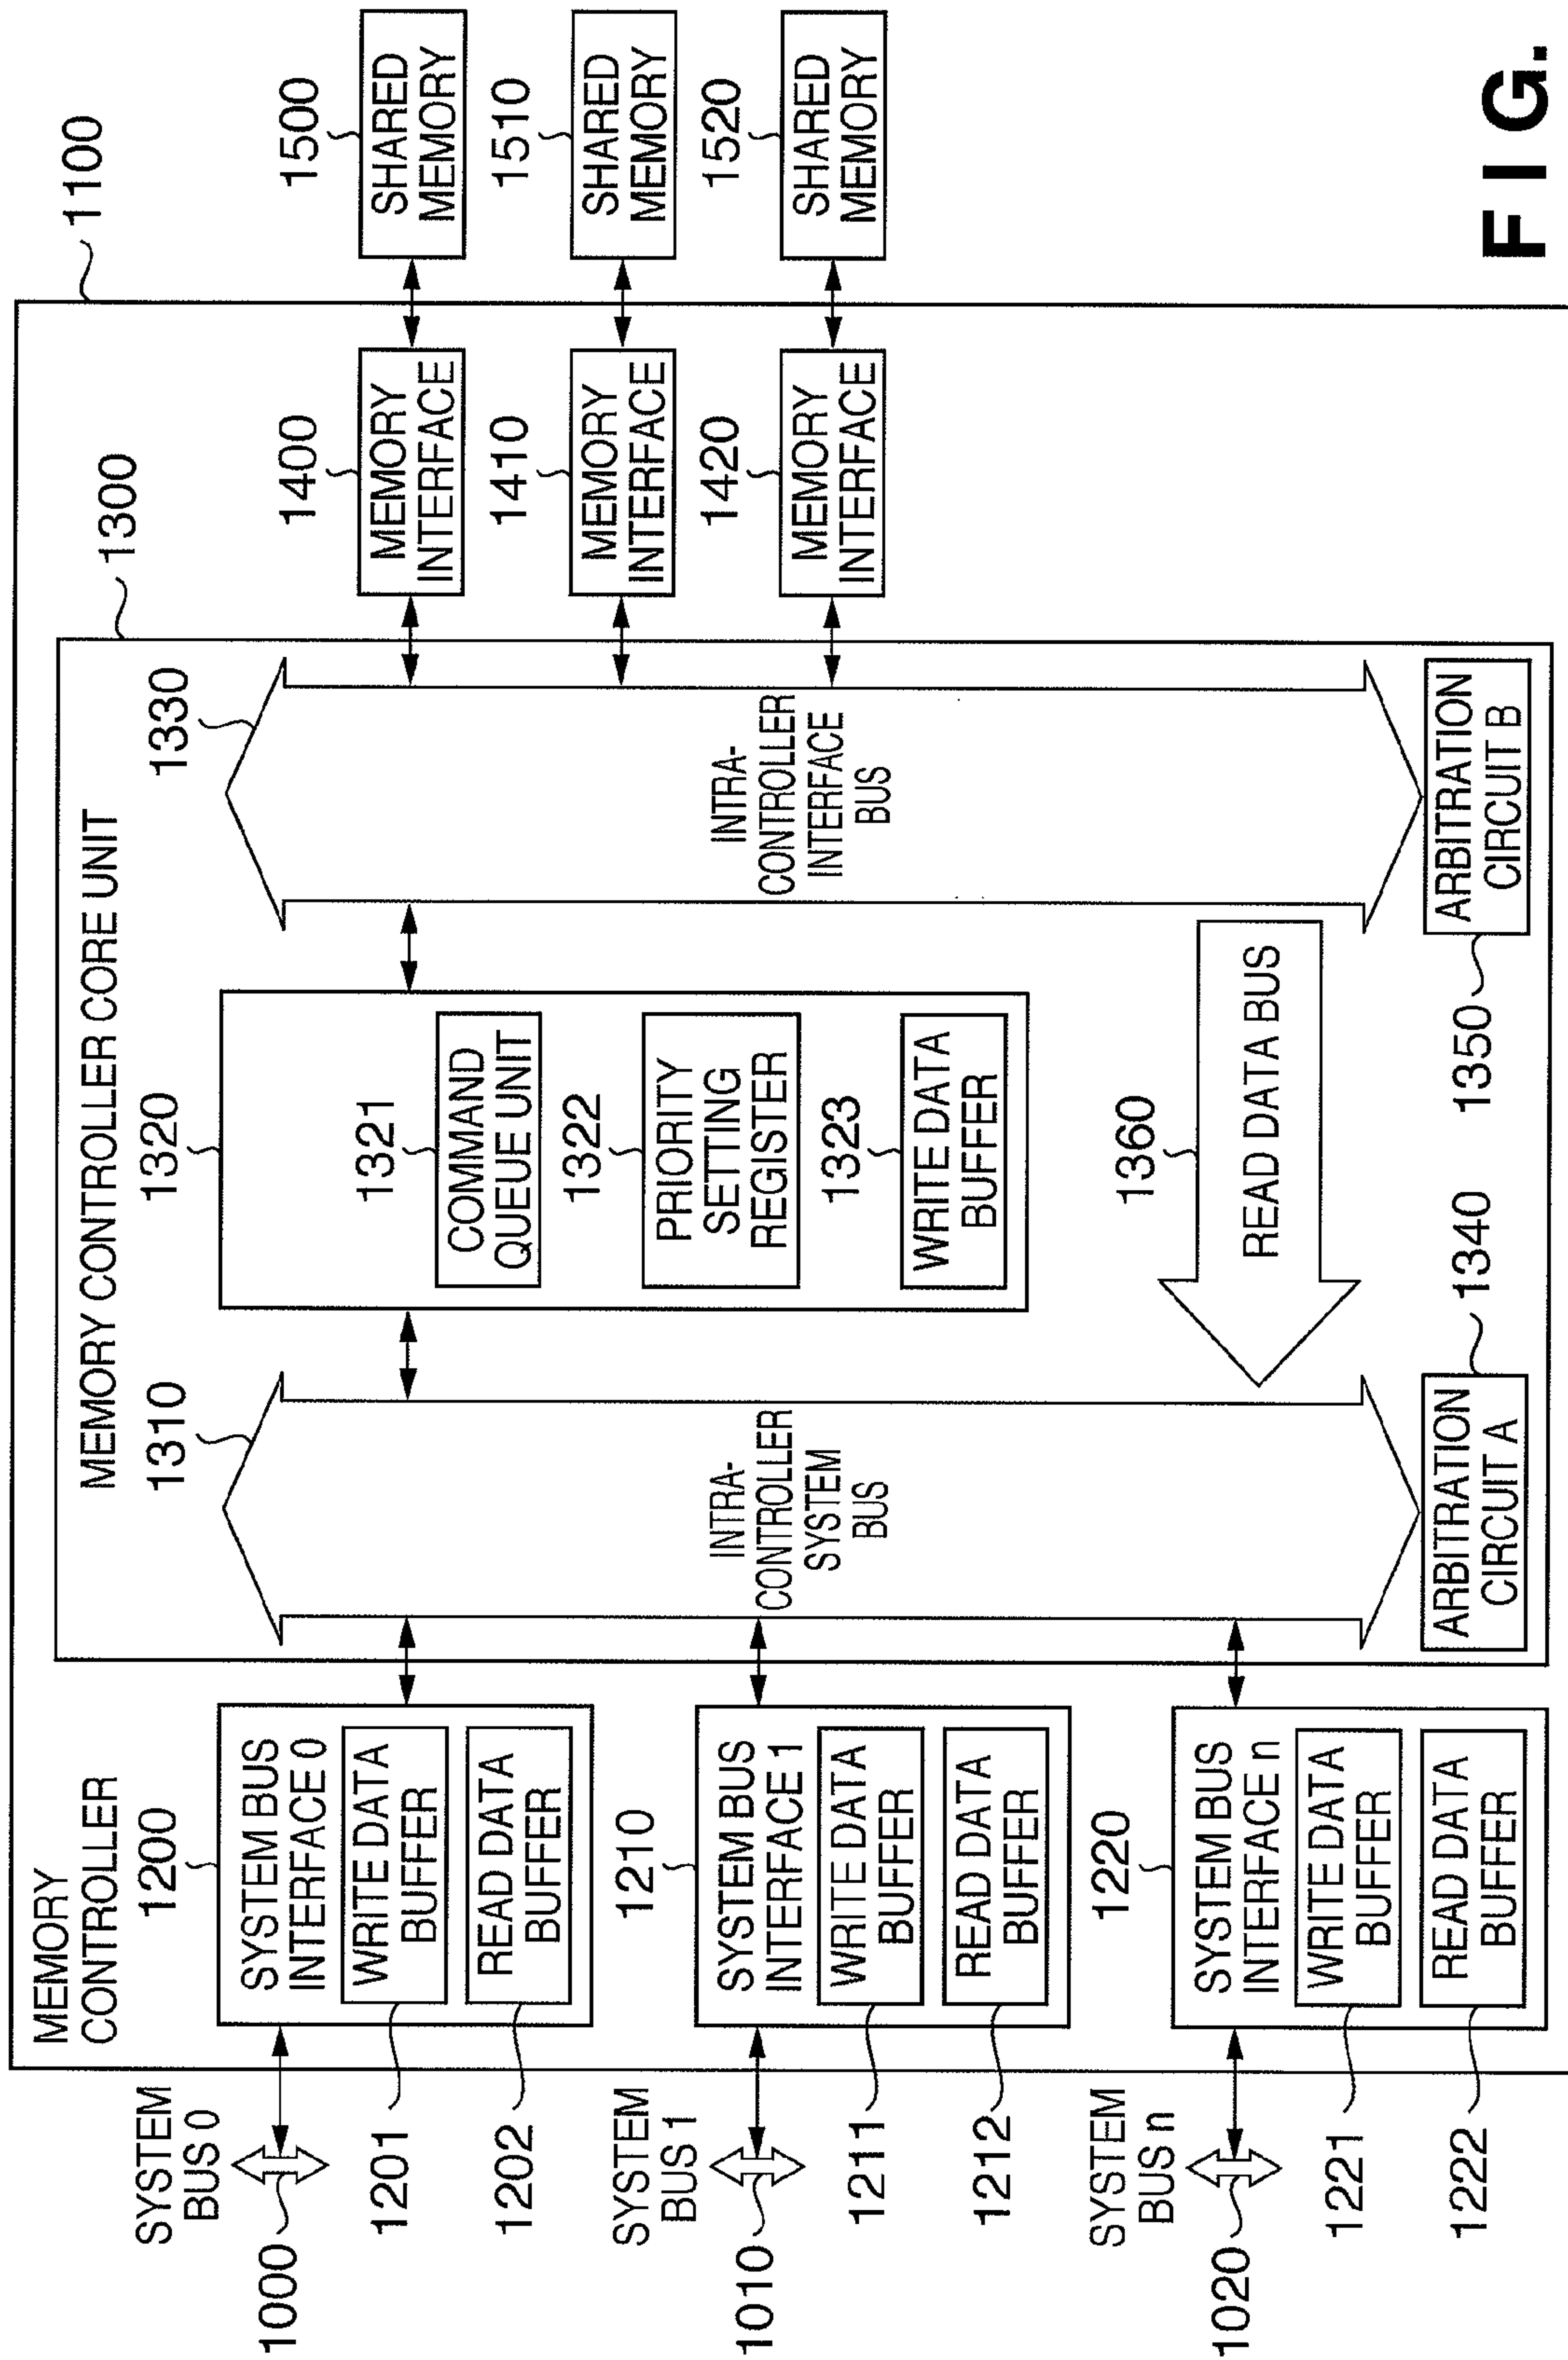 1100
MEMORY
CONTROLLER
1300
MEMORY CONTROLLER CORE UNIT
SYSTEM
BUS 0
1000
1200
SYSTEM BUS
INTERFACE 0
WRITE DATA
BUFFER
1201
READ DATA
BUFFER
1202
SYSTEM
BUS 1
1010
1210
SYSTEM BUS
INTERFACE 1
WRITE DATA
BUFFER
1211
READ DATA
BUFFER
1212
SYSTEM
BUS n
1020
1220
SYSTEM BUS
INTERFACE n
WRITE DATA
BUFFER
1221
READ DATA
BUFFER
1222
1310
INTRA-
CONTROLLER
SYSTEM
BUS
ARBITRATION
CIRCUIT A
1340
1320
1321
COMMAND
QUEUE UNIT
1322
PRIORITY
SETTING
REGISTER
1323
WRITE DATA
BUFFER
1360
READ DATA BUS
1330
INTRA-
CONTROLLER
INTERFACE
BUS
ARBITRATION
CIRCUIT B
1350
1400
MEMORY
INTERFACE
1410
MEMORY
INTERFACE
1420
MEMORY
INTERFACE
1500
SHARED
MEMORY
1510
SHARED
MEMORY
1520
SHARED
MEMORY
FIG.